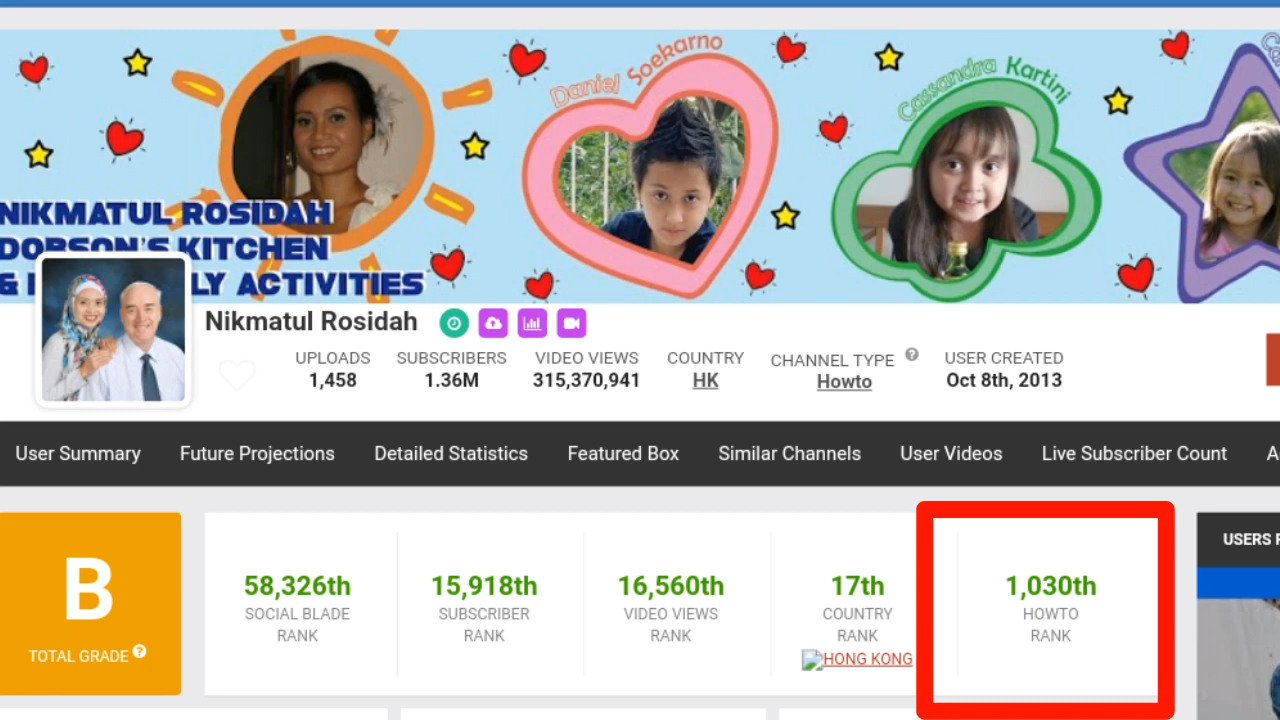 Daniel Soekarno
Cassandra Kartini
NIKMATUL ROSIDAH
DOBSON'S KITCHEN
& LY ACTIVITIES
Nikmatul Rosidah
UPLOADS SUBSCRIBERS VIDEO VIEWS COUNTRY CHANNEL TYPE USER CREATED
1,458 1.36M 315,370,941 HK Howto Oct 8th, 2013
User Summary Future Projections Detailed Statistics Featured Box Similar Channels User Videos Live Subscriber Count A
USERS
B
TOTAL GRADE
58,326th
SOCIAL BLADE
RANK
15,918th
SUBSCRIBER
RANK
16,560th
VIDEO VIEWS
RANK
17th
COUNTRY
RANK
HONG KONG
1,030th
HOWTO
RANK